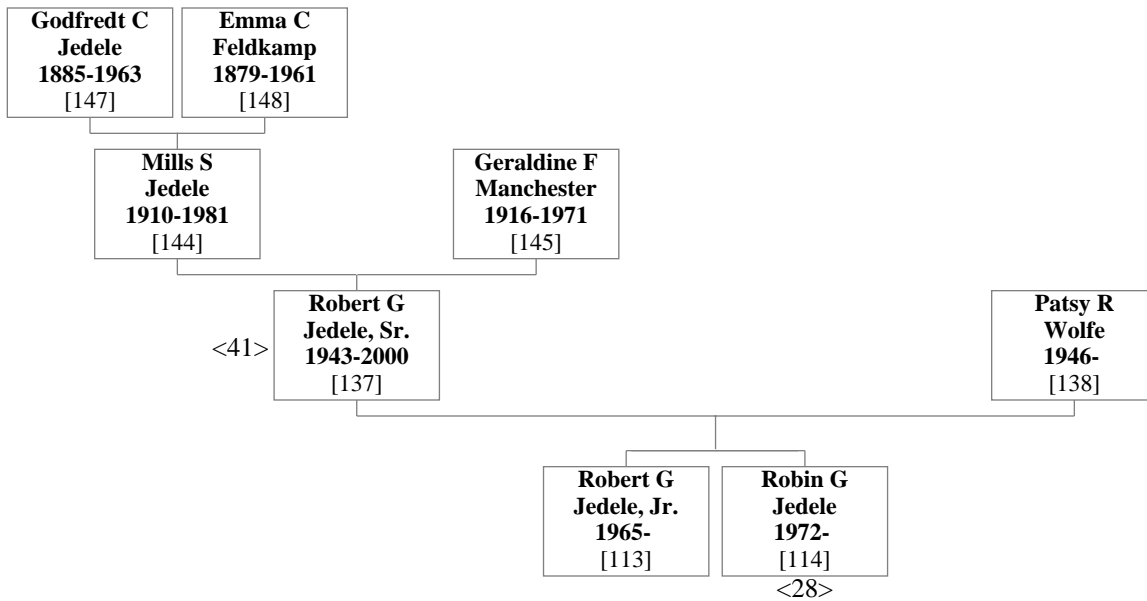 Godfredt C
Jedele
1885-1963
[147]
Emma C
Feldkamp
1879-1961
[148]
Mills S
Jedele
1910-1981
[144]
Geraldine F
Manchester
1916-1971
[145]
<41>
Robert G
Jedele, Sr.
1943-2000
[137]
Patsy R
Wolfe
1946-
[138]
Robert G
Jedele, Jr.
1965-
[113]
Robin G
Jedele
1972-
[114]
<28>